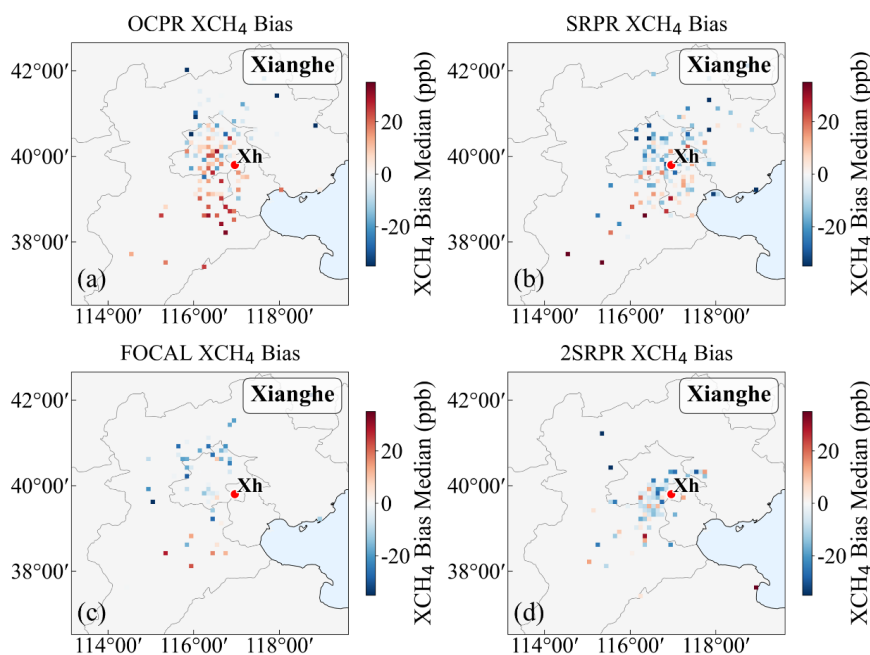 OCPR XCH₄ Bias
Xianghe
Xh
(a)
42°00′
40°00′
38°00′
114°00′ 116°00′ 118°00′
20
0
-20
XCH₄ Bias Median (ppb)
SRPR XCH₄ Bias
Xianghe
Xh
(b)
42°00′
40°00′
38°00′
114°00′ 116°00′ 118°00′
20
0
-20
XCH₄ Bias Median (ppb)
FOCAL XCH₄ Bias
Xianghe
Xh
(c)
42°00′
40°00′
38°00′
114°00′ 116°00′ 118°00′
20
0
-20
XCH₄ Bias Median (ppb)
2SRPR XCH₄ Bias
Xianghe
Xh
(d)
42°00′
40°00′
38°00′
114°00′ 116°00′ 118°00′
20
0
-20
XCH₄ Bias Median (ppb)